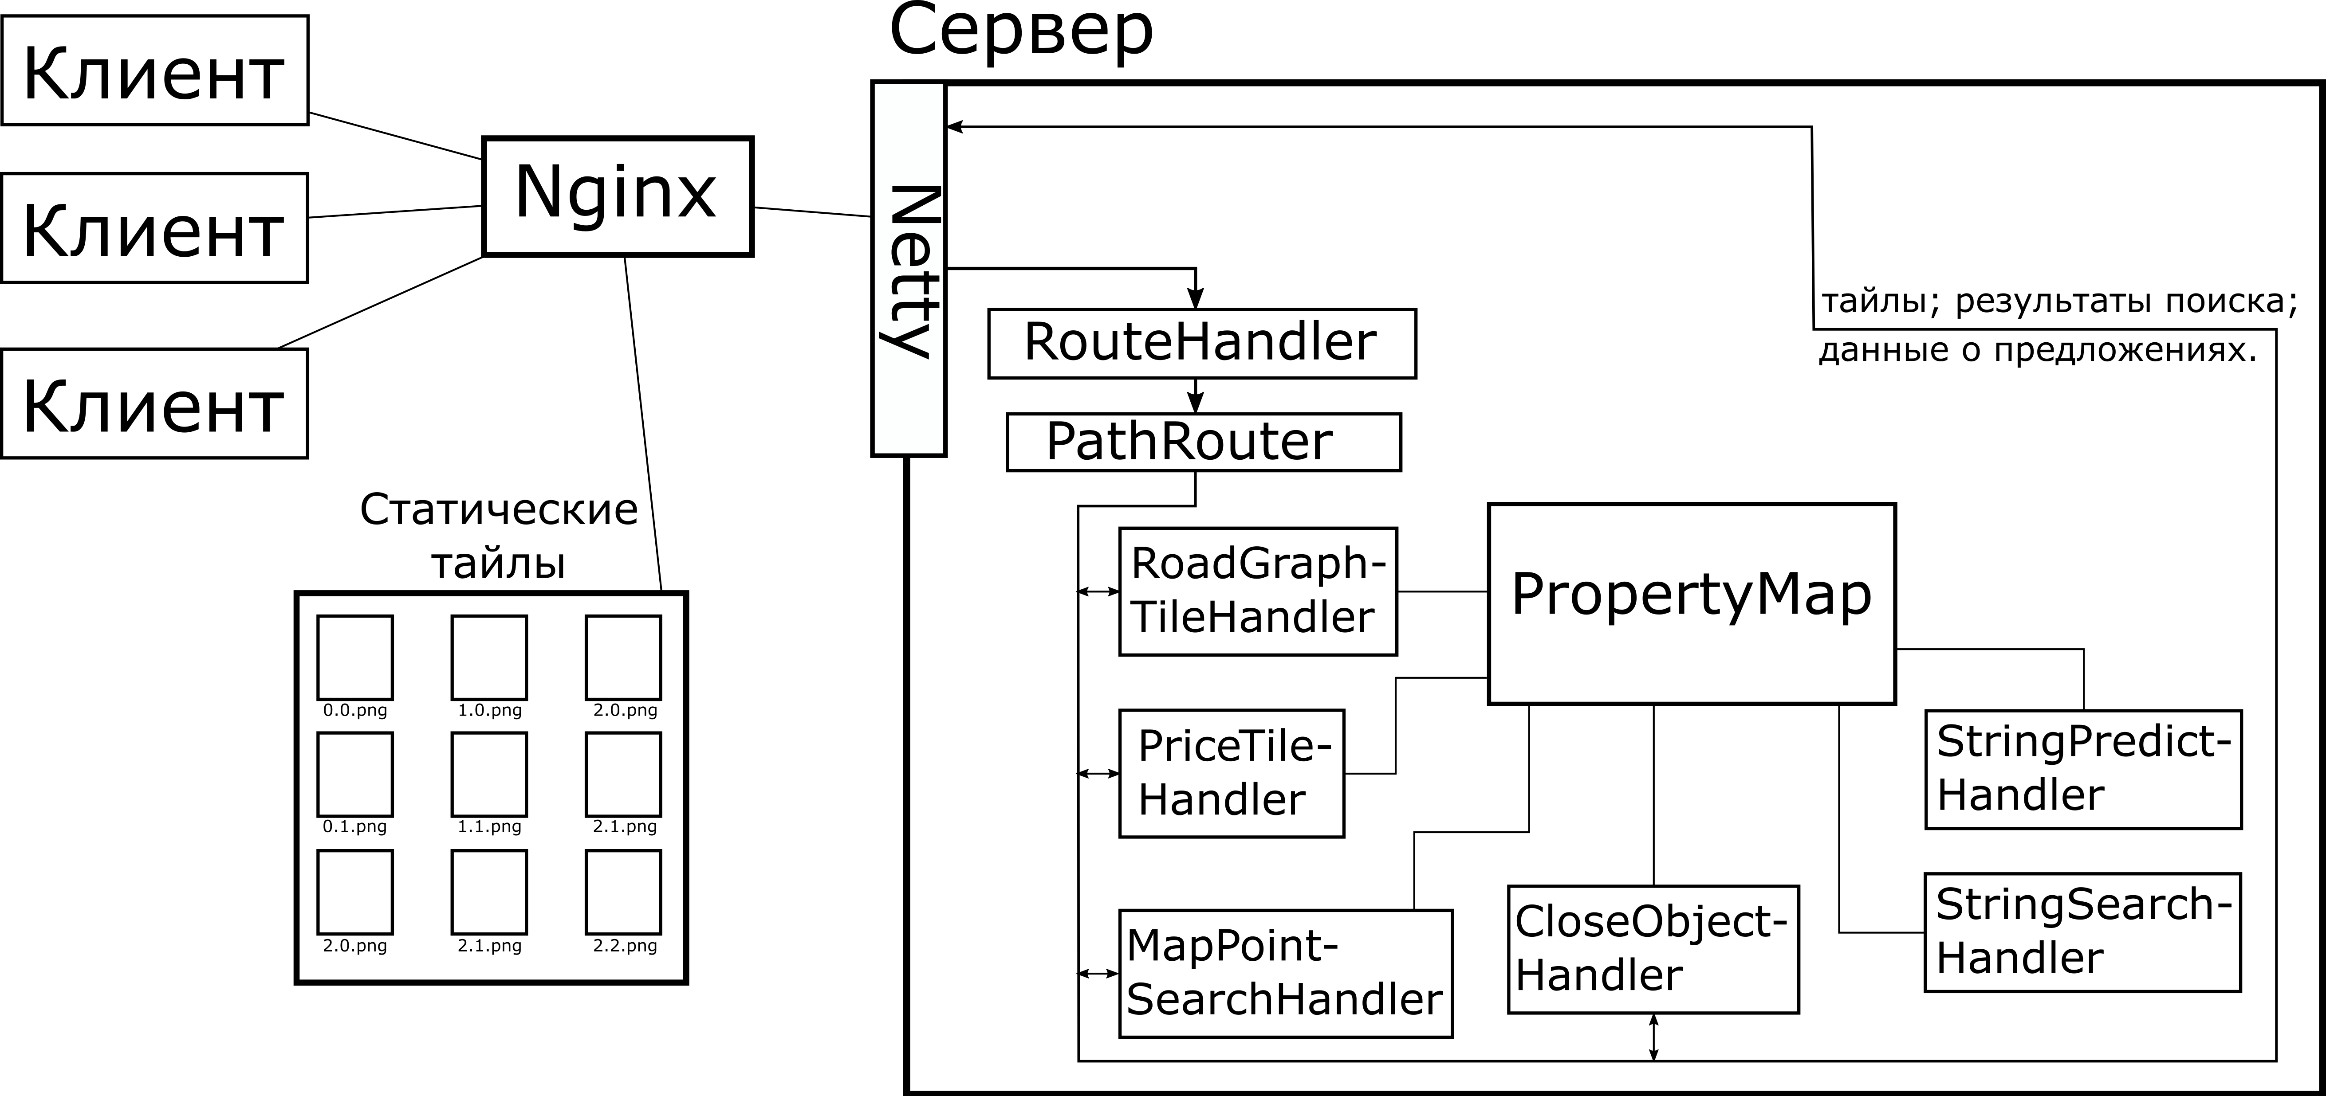 Клиент
Клиент
Клиент
Nginx
Статические
тайлы
0.0.png
1.0.png
2.0.png
0.1.png
1.1.png
2.1.png
2.0.png
2.1.png
2.2.png
Сервер
Netty
RouteHandler
PathRouter
тайлы; результаты поиска;
данные о предложениях.
RoadGraph-
TileHandler
PropertyMap
PriceTile-
Handler
StringPredict-
Handler
MapPoint-
SearchHandler
CloseObject-
Handler
StringSearch-
Handler